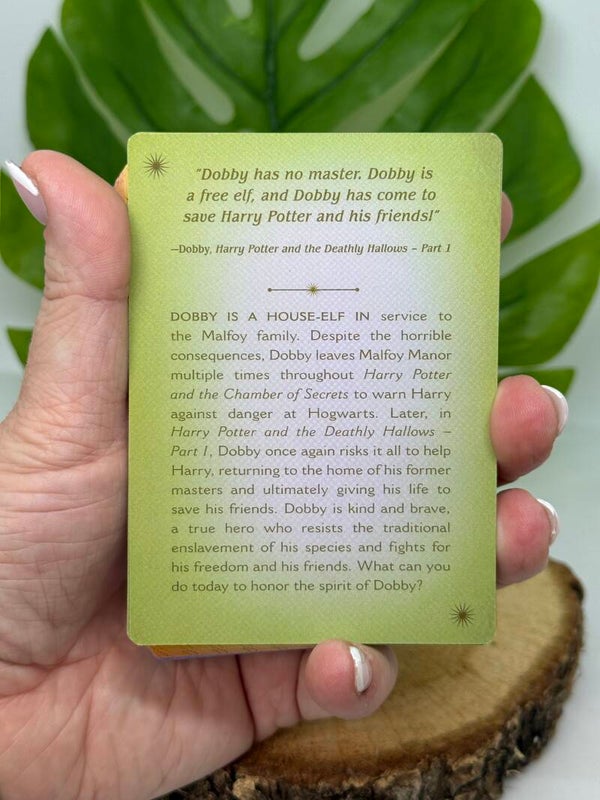 "Dobby has no master. Dobby is
a free elf, and Dobby has come to
save Harry Potter and his friends!"
—Dobby, Harry Potter and the Deathly Hallows – Part 1
DOBBY IS A HOUSE-ELF IN service to
the Malfoy family. Despite the horrible
consequences, Dobby leaves Malfoy Manor
multiple times throughout Harry Potter
and the Chamber of Secrets to warn Harry
against danger at Hogwarts. Later, in
Harry Potter and the Deathly Hallows –
Part 1, Dobby once again risks it all to help
Harry, returning to the home of his former
masters and ultimately giving his life to
save his friends. Dobby is kind and brave,
a true hero who resists the traditional
enslavement of his species and fights for
his freedom and his friends. What can you
do today to honor the spirit of Dobby?